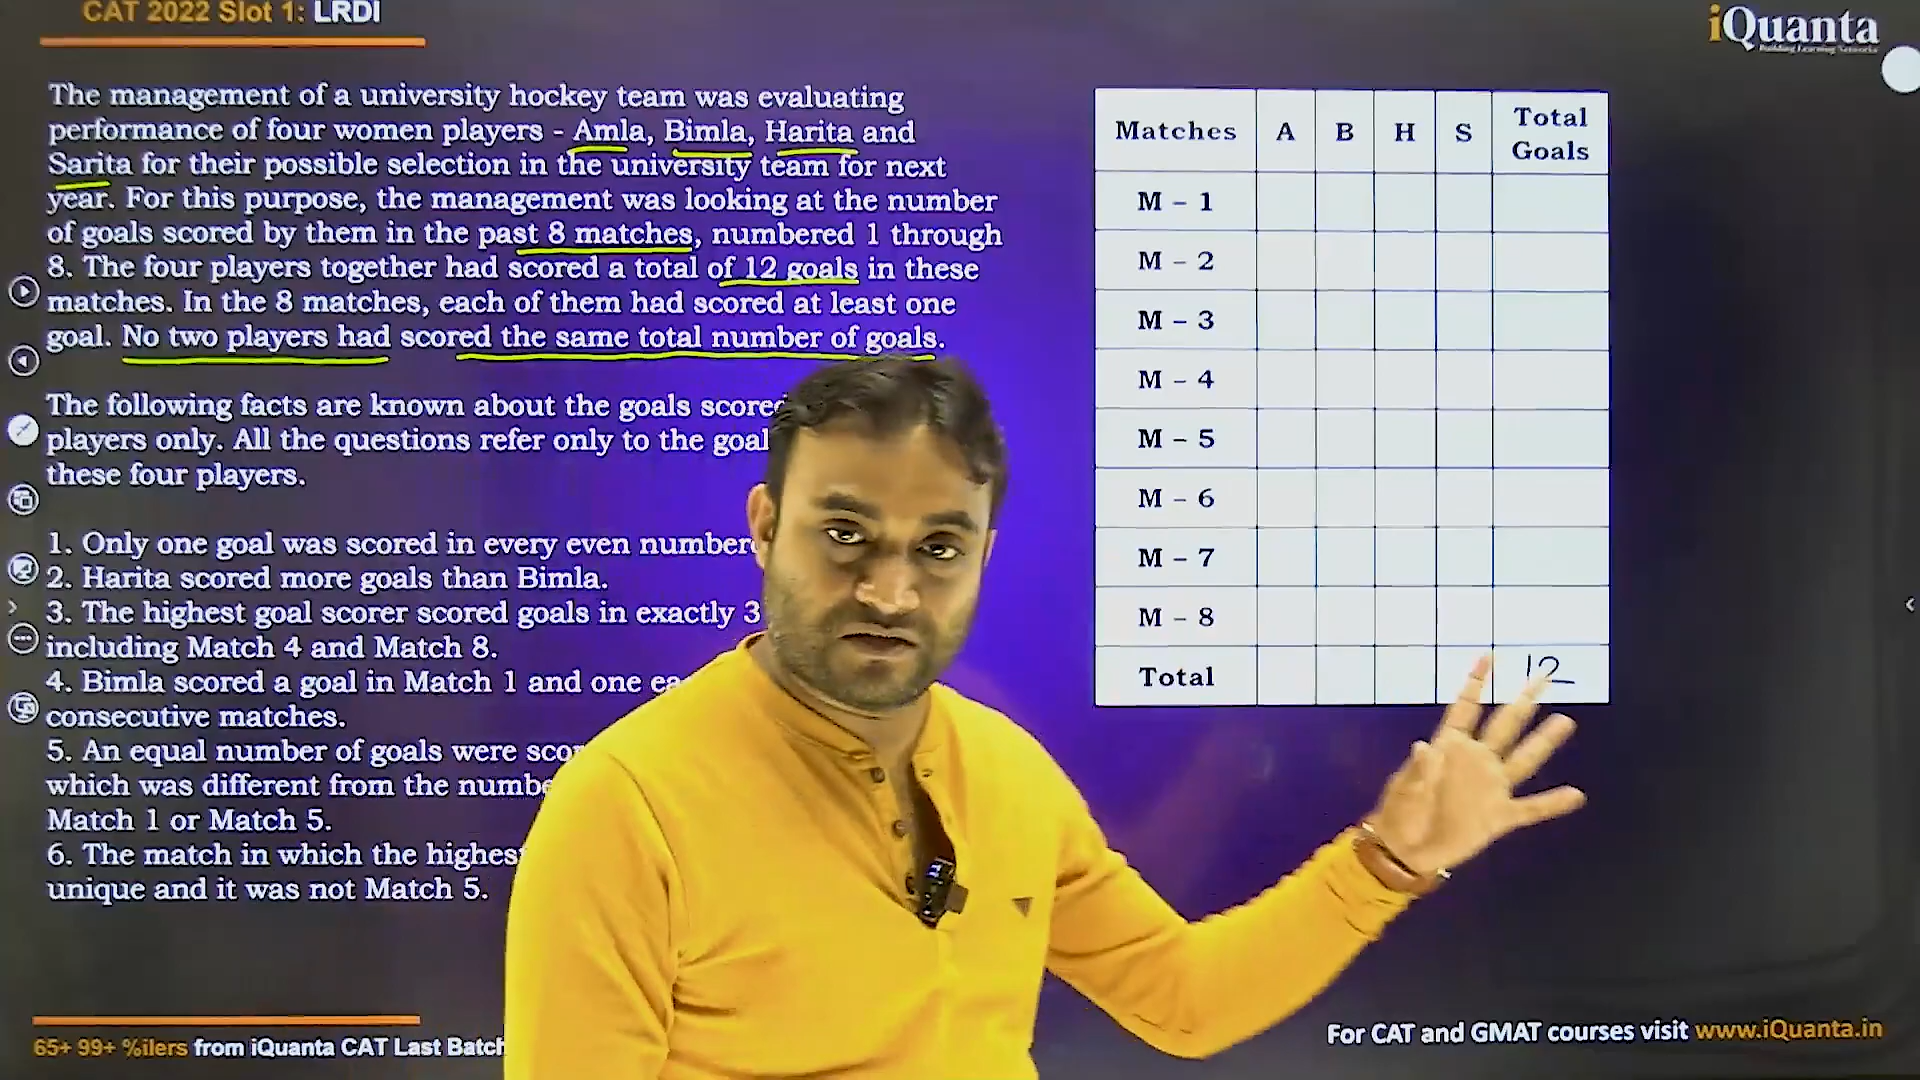 CAT 2022 Slot 1: LRDI
iQuanta
Building Learning Networks
The management of a university hockey team was evaluating
performance of four women players - Amla, Bimla, Harita and
Sarita for their possible selection in the university team for next
year. For this purpose, the management was looking at the number
of goals scored by them in the past 8 matches, numbered 1 through
8. The four players together had scored a total of 12 goals in these
matches. In the 8 matches, each of them had scored at least one
goal. No two players had scored the same total number of goals.
The following facts are known about the goals scored
players only. All the questions refer only to the goal
these four players.
1. Only one goal was scored in every even number
2. Harita scored more goals than Bimla.
3. The highest goal scorer scored goals in exactly 3
including Match 4 and Match 8.
4. Bimla scored a goal in Match 1 and one ea
consecutive matches.
5. An equal number of goals were scor
which was different from the numbe
Match 1 or Match 5.
6. The match in which the highest
unique and it was not Match 5.
Matches A B H S Total Goals
M - 1
M - 2
M - 3
M - 4
M - 5
M - 6
M - 7
M - 8
Total 12
65+ 99+ %ilers from iQuanta CAT Last Batch
For CAT and GMAT courses visit www.iQuanta.in